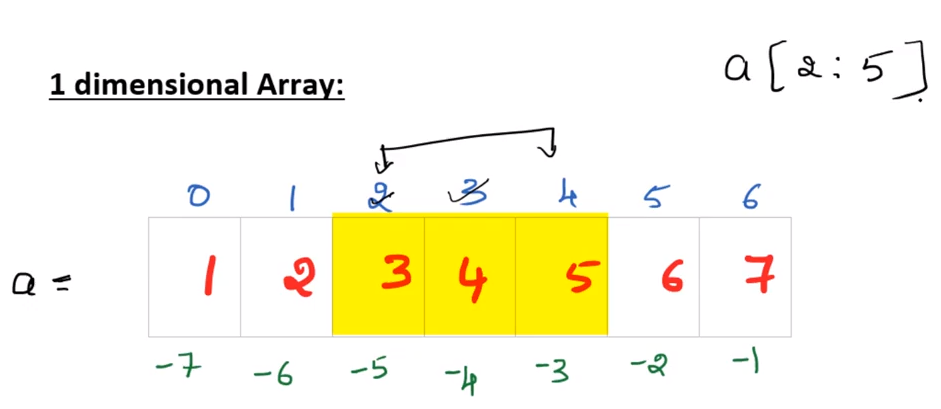 a[2:5]
1 dimensional Array:
0 1 2 3 4 5 6
a = 1 2 3 4 5 6 7
-7 -6 -5 -4 -3 -2 -1